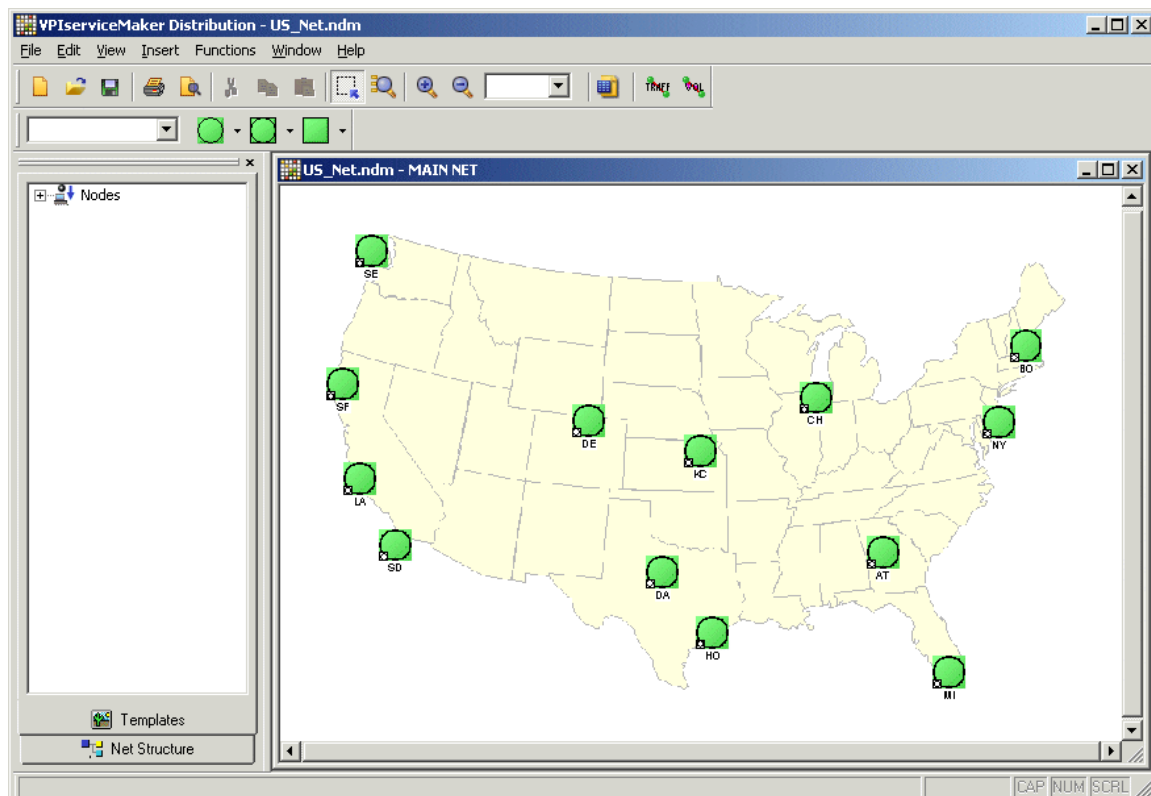 VPIserviceMaker Distribution - US_Net.ndm
File Edit View Insert Functions Window Help
TRAFF VQL
US_Net.ndm - MAIN NET
Nodes
SE
BO
SF
CH
DE
NY
KC
LA
SD
AT
DA
HO
MI
Templates
Net Structure
CAP NUM SCRL